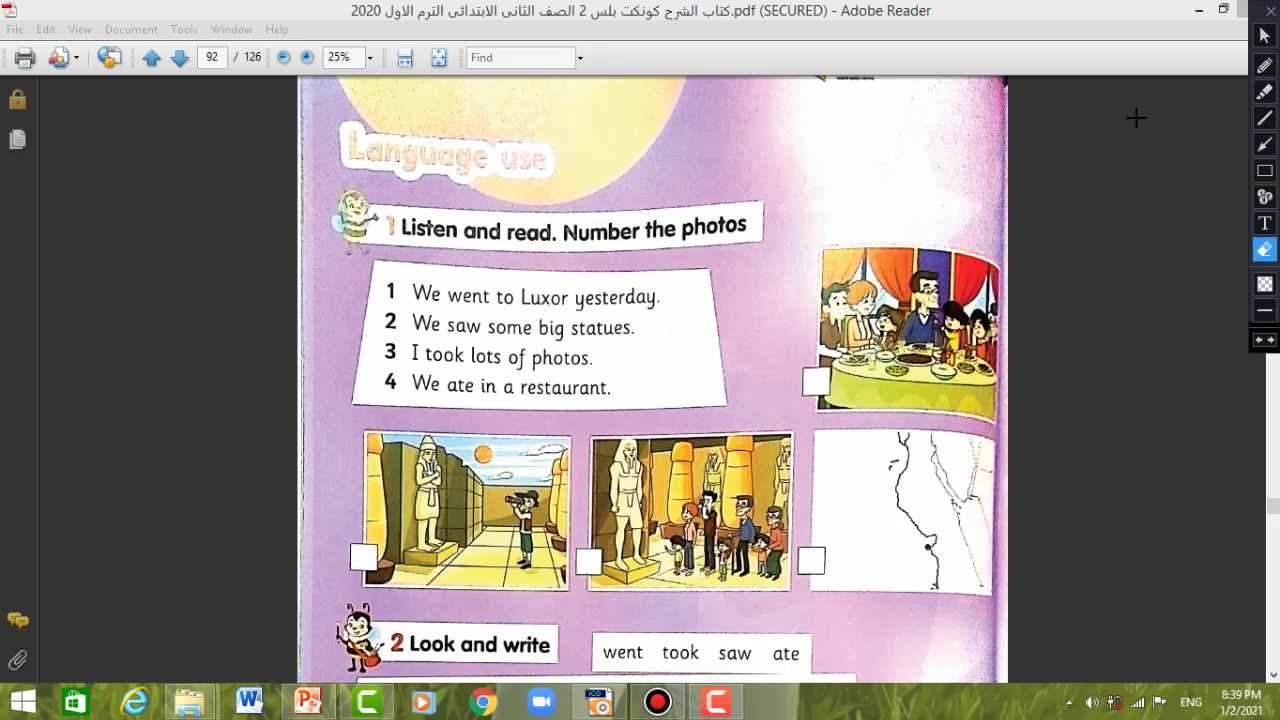 كتاب الشرح كونكت بلس 2 الصف الثانى الابتدائى الترم الاول 2020.pdf (SECURED) - Adobe Reader
File Edit View Document Tools Window Help
92 / 126 25% Find
Language use
1 Listen and read. Number the photos
1 We went to Luxor yesterday.
2 We saw some big statues.
3 I took lots of photos.
4 We ate in a restaurant.
2 Look and write
went took saw ate
ENG
8:39 PM
1/2/2021